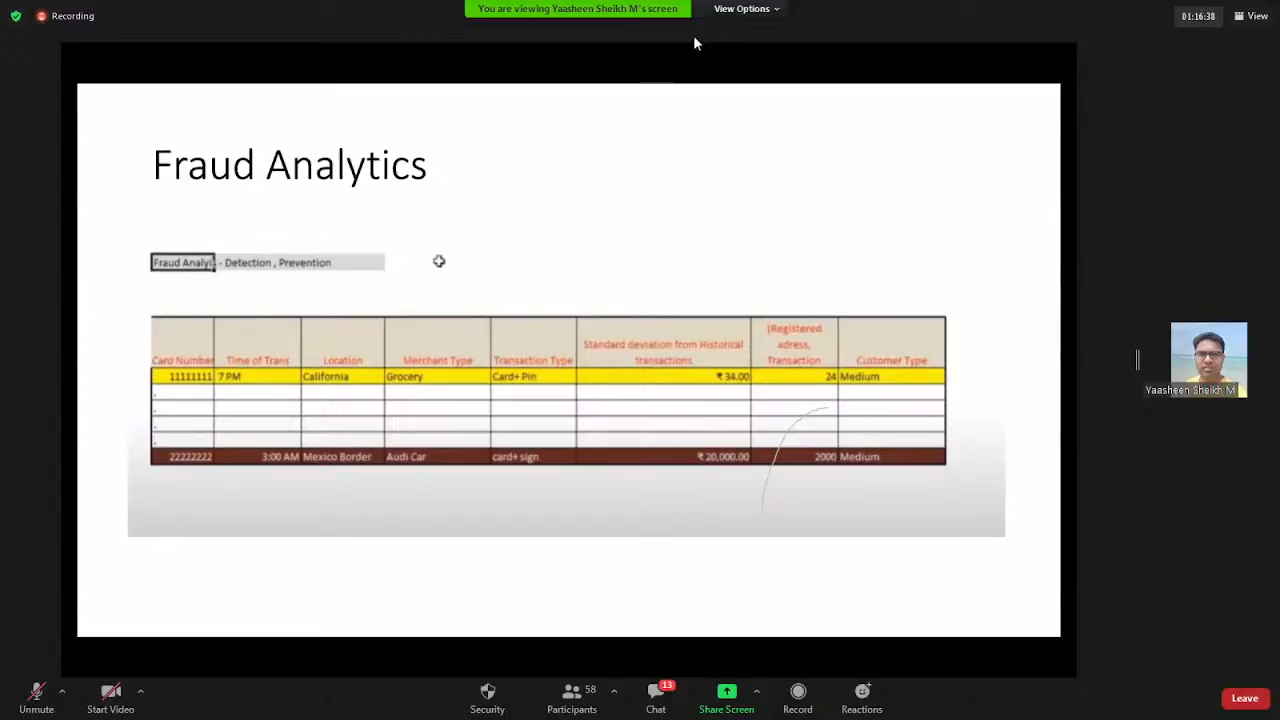 Recording
You are viewing Yaasheen Sheikh M's screen
View Options
01:16:38
View
Fraud Analytics
Fraud Analyi - Detection , Prevention
Card Number Time of Trans Location Merchant Type Transaction Type Standard deviation from Historical transactions (Registered adress, Transaction Customer Type
11111111 7 PM California Grocery Card+ Pin ₹ 34.00 24 Medium
22222222 3:00 AM Mexico Border Audi Car card+ sign ₹ 20,000.00 2000 Medium
Yaasheen Sheikh M
Unmute
Start Video
Security
58
Participants
13
Chat
Share Screen
Record
Reactions
Leave